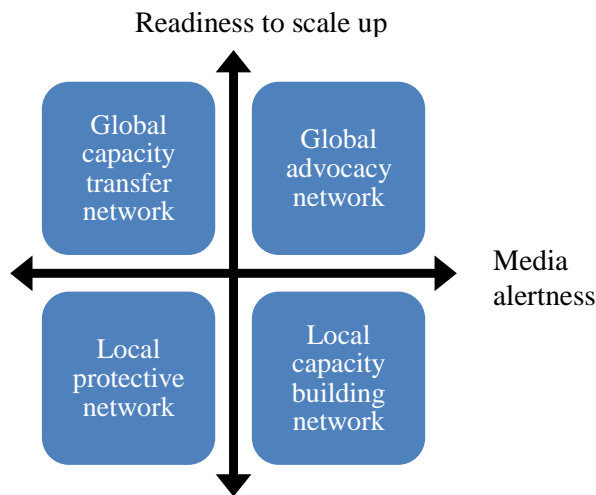 Readiness to scale up
Global
capacity
transfer
network
Global
advocacy
network
Media
alertness
Local
protective
network
Local
capacity
building
network